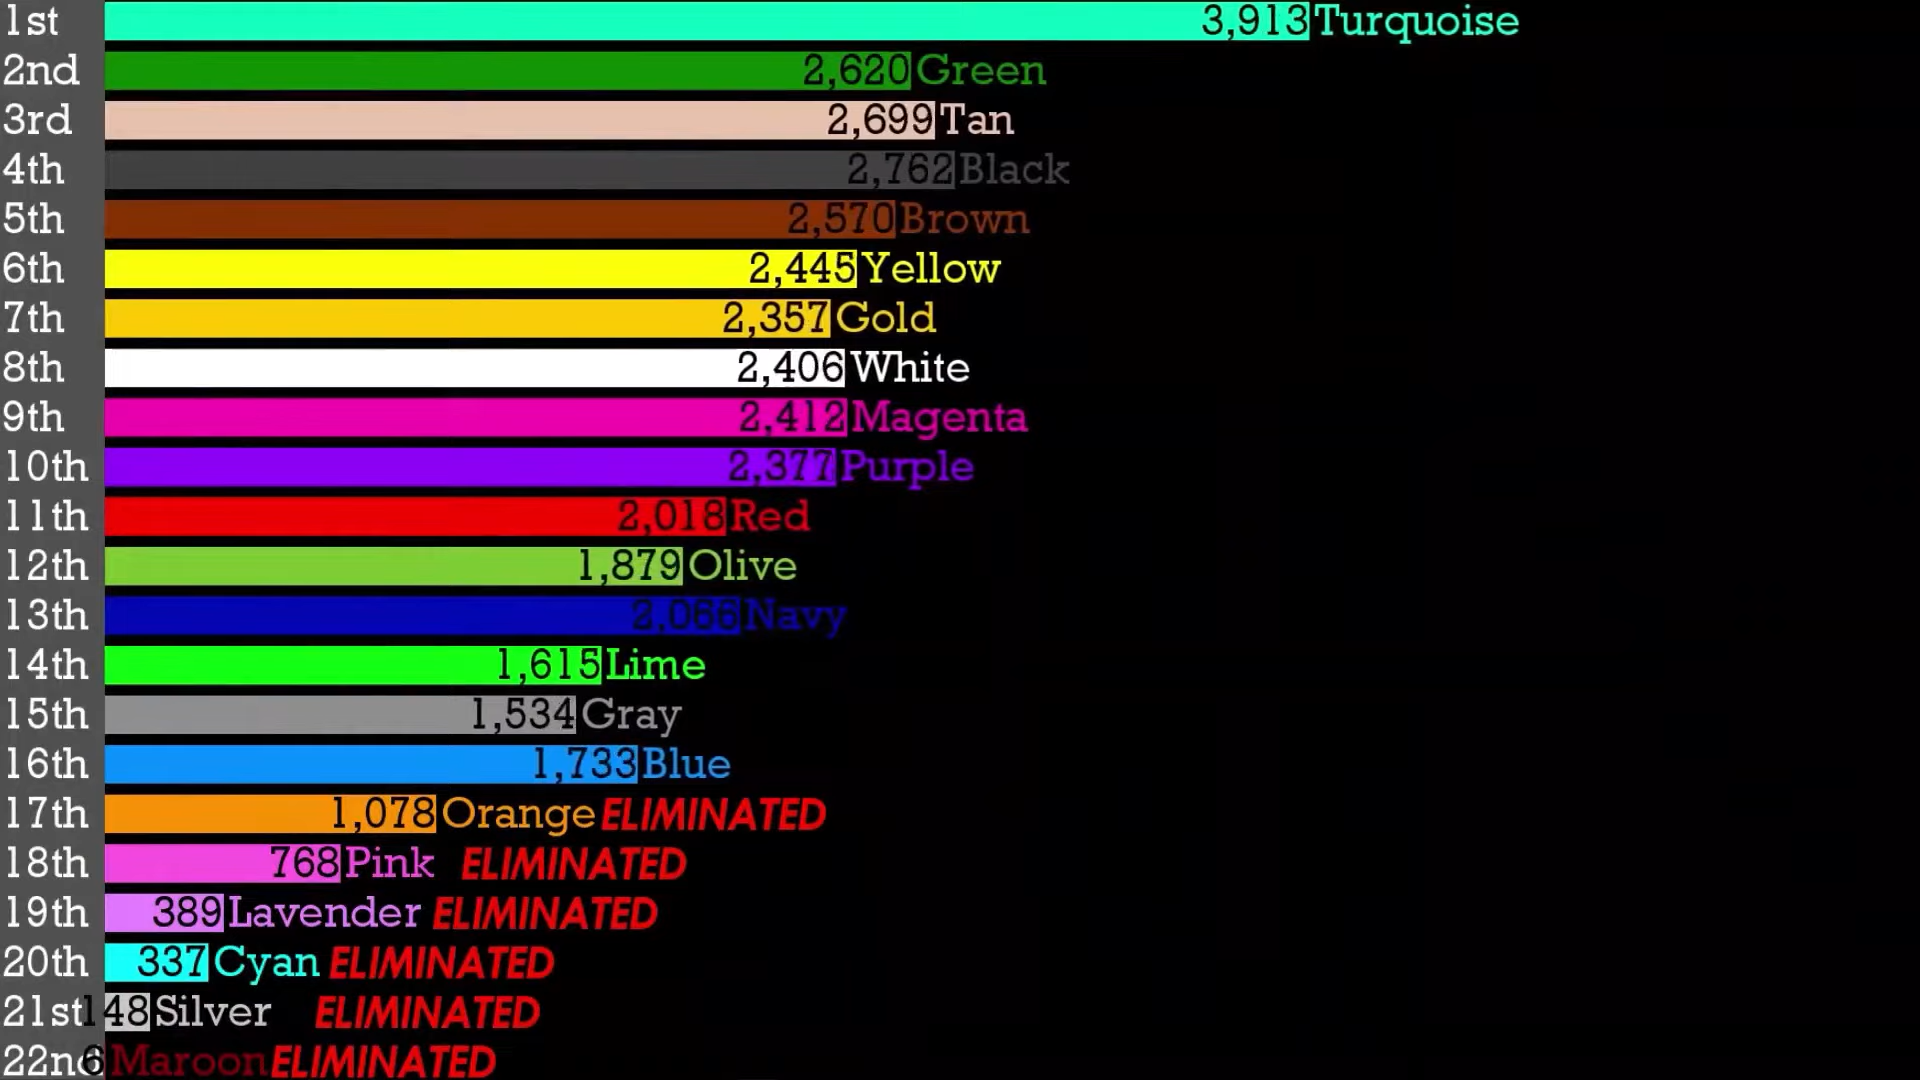 1st 3,913 Turquoise
2nd 2,620 Green
3rd 2,699 Tan
4th 2,762 Black
5th 2,570 Brown
6th 2,445 Yellow
7th 2,357 Gold
8th 2,406 White
9th 2,412 Magenta
10th 2,377 Purple
11th 2,018 Red
12th 1,879 Olive
13th 2,066 Navy
14th 1,615 Lime
15th 1,534 Gray
16th 1,733 Blue
17th 1,078 Orange ELIMINATED
18th 768 Pink ELIMINATED
19th 389 Lavender ELIMINATED
20th 337 Cyan ELIMINATED
21st 148 Silver ELIMINATED
22nd 6 Maroon ELIMINATED